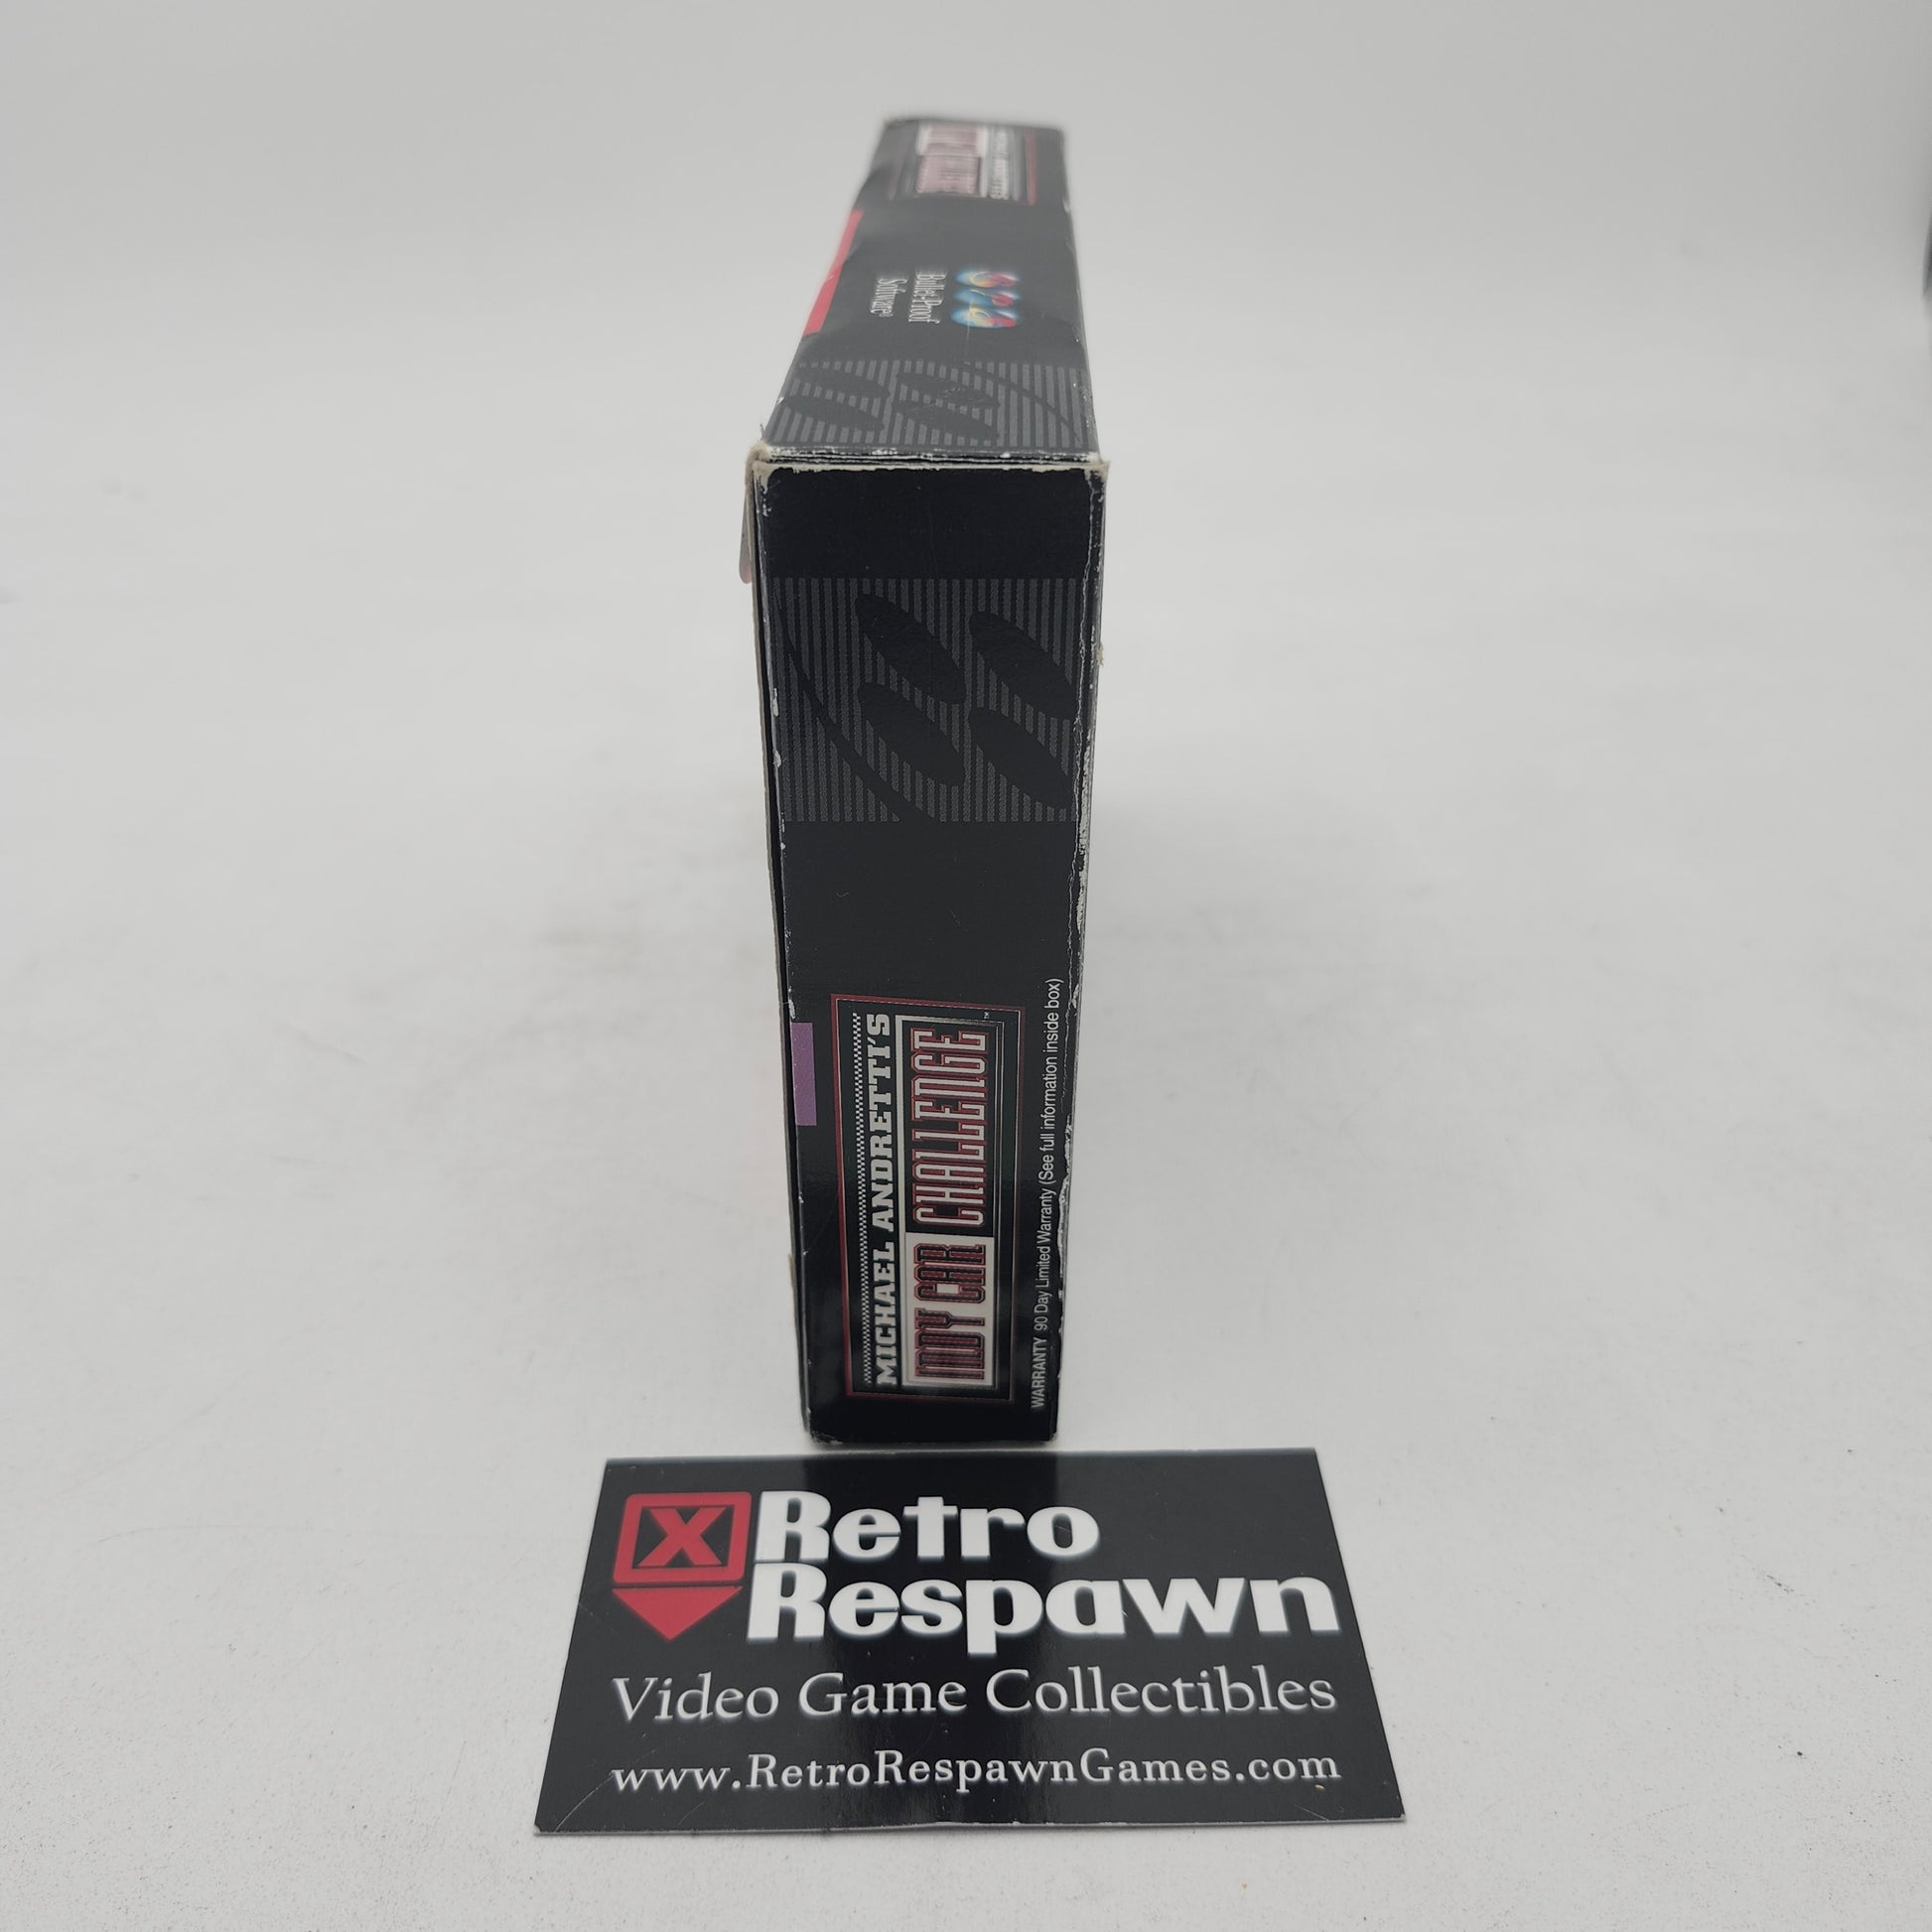 Bullet-Proof
Software®
MICHAEL ANDRETTI'S
INDY CAR CHALLENGE™
WARRANTY 90 Day Limited Warranty (See full information inside box)
X Retro
Respawn
Video Game Collectibles
www.RetroRespawnGames.com